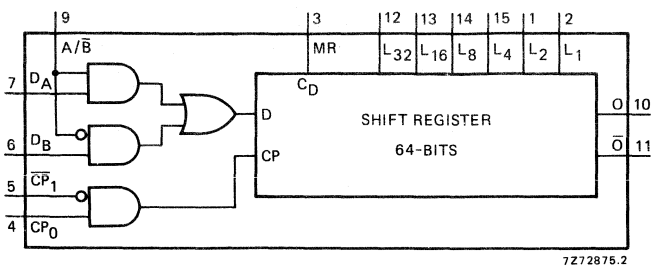 9 3 12 13 14 15 1 2
A/B̅ MR L32 L16 L8 L4 L2 L1
7 DA
CD
D SHIFT REGISTER O 10
6 DB
CP 64-BITS O̅ 11
5 C̅P̅1
4 CP0
7Z72875.2